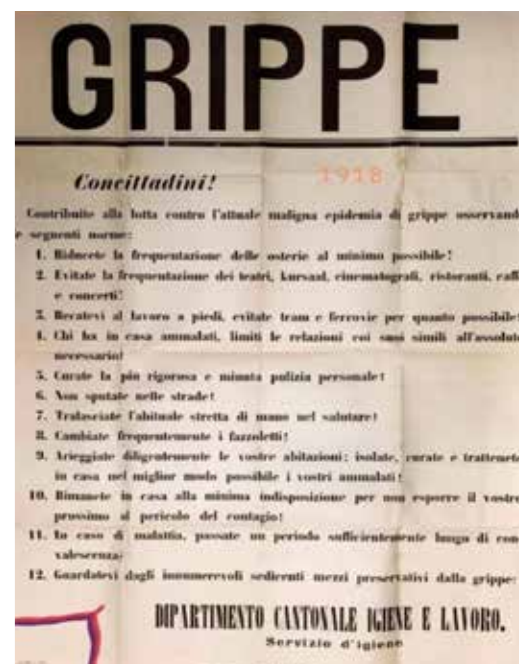 GRIPPE
1918
Concittadini!
Contribuite alla lotta contro l'attuale maligna epidemia di grippe osservand
e seguenti norme:
1. Riducete la frequentazione delle osterie al minimo possibile!
2. Evitate la frequentazione dei teatri, kursaal, cinematografi, ristoranti, caff
e concerti!
3. Recatevi al lavoro a piedi, evitate tram e ferrovie per quanto possibile!
4. Chi ha in casa ammalati, limiti le relazioni coi suoi simili all'assoluto
necessario!
5. Curate la più rigorosa e minuta pulizia personale!
6. Non sputate nelle strade!
7. Tralasciate l'abituale stretta di mano nel salutare!
8. Cambiate frequentemente i fazzoletti!
9. Arieggiate diligentemente le vostre abitazioni: isolate, curate e trattenete
in casa nel miglior modo possibile i vostri ammalati!
10. Rimanete in casa alla minima indisposizione per non esporre il vostro
prossimo al pericolo del contagio!
11. In caso di malattia, passate un periodo sufficientemente lungo di con-
valescenza.
12. Guardatevi dagli innumerevoli sedicenti mezzi preservativi dalla grippe.
DIPARTIMENTO CANTONALE IGIENE E LAVORO.
Servizio d'igiene